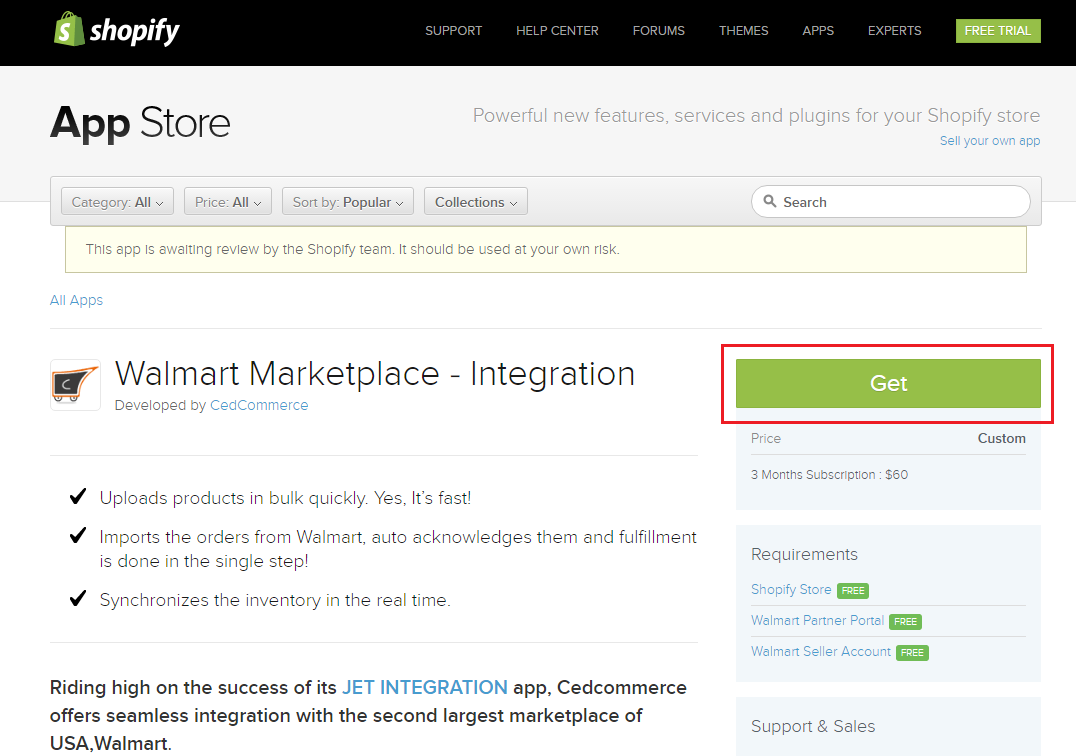 shopify
SUPPORT HELP CENTER FORUMS THEMES APPS EXPERTS FREE TRIAL
App Store
Powerful new features, services and plugins for your Shopify store
Sell your own app
Category: All Price: All Sort by: Popular Collections Search
This app is awaiting review by the Shopify team. It should be used at your own risk.
All Apps
Walmart Marketplace - Integration
Developed by CedCommerce
Uploads products in bulk quickly. Yes, It's fast!
Imports the orders from Walmart, auto acknowledges them and fulfillment
is done in the single step!
Synchronizes the inventory in the real time.
Riding high on the success of its JET INTEGRATION app, Cedcommerce
offers seamless integration with the second largest marketplace of
USA,Walmart.
Get
Price Custom
3 Months Subscription : $60
Requirements
Shopify Store FREE
Walmart Partner Portal FREE
Walmart Seller Account FREE
Support & Sales